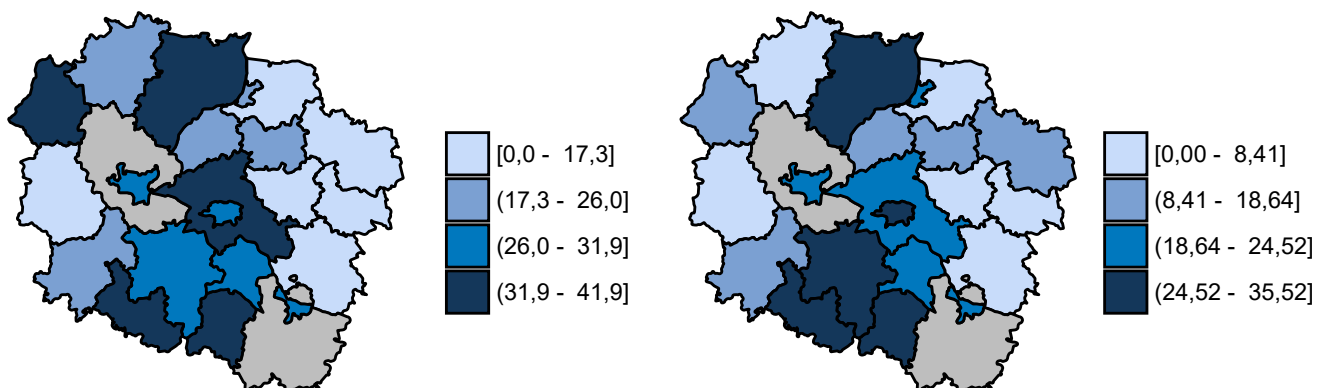 [0,0 - 17,3]
(17,3 - 26,0]
(26,0 - 31,9]
(31,9 - 41,9]
[0,00 - 8,41]
(8,41 - 18,64]
(18,64 - 24,52]
(24,52 - 35,52]